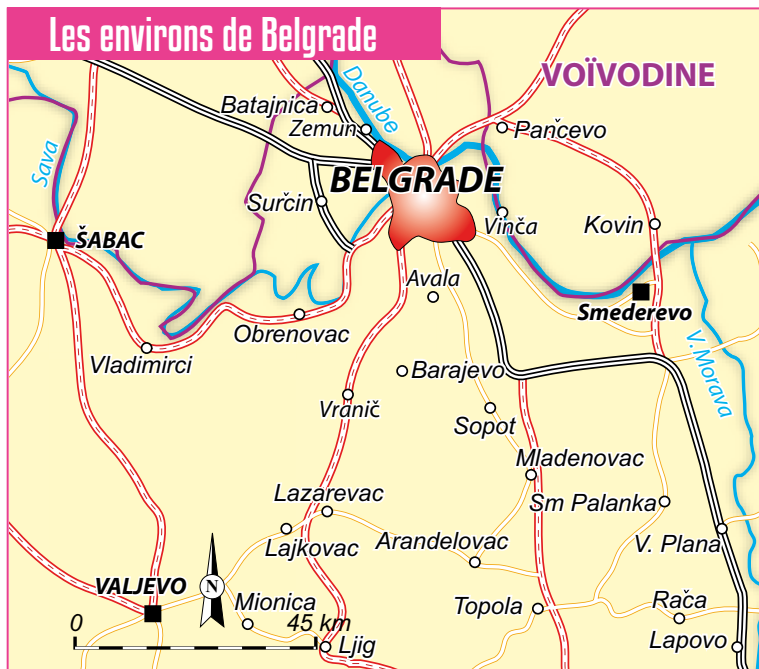 Les environs de Belgrade
VOÏVODINE
Danube
Batajnica
Zemun
Pančevo
Sava
BELGRADE
Surčin
Vinča
Kovin
ŠABAC
Avala
Smederevo
Obrenovac
V. Morava
Vladimirci
Barajevo
Vranič
Sopot
Mladenovac
Lazarevac
Sm Palanka
Lajkovac
Arandelovac
V. Plana
N
VALJEVO
Mionica
Topola
Rača
0 45 km
Ljig
Lapovo